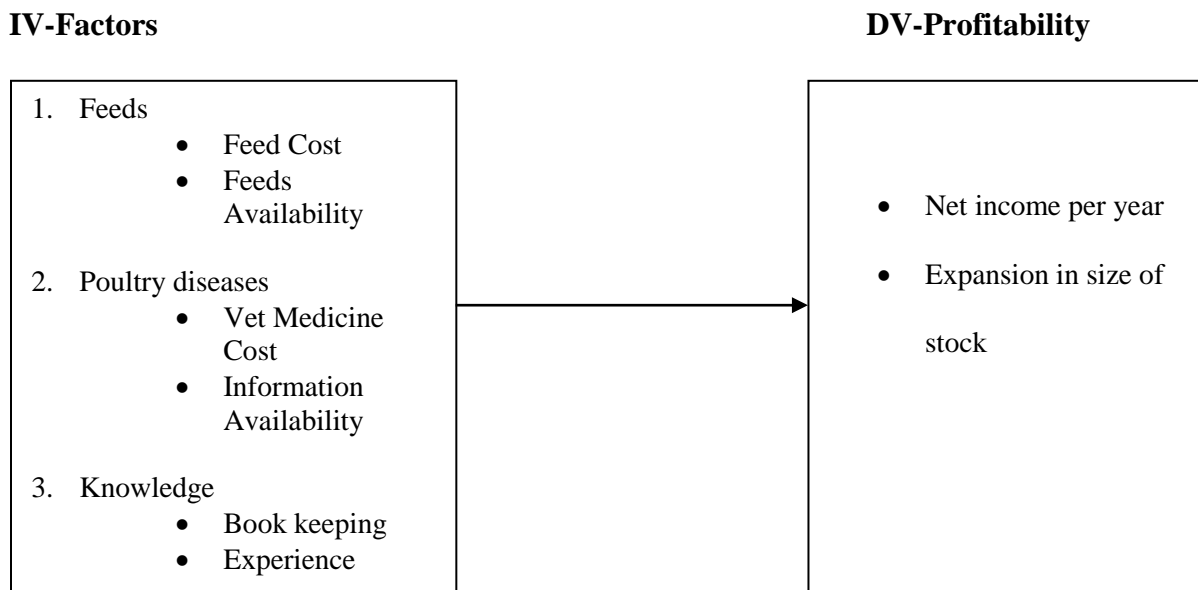 IV-Factors
DV-Profitability
1. Feeds
• Feed Cost
• Feeds
Availability
2. Poultry diseases
• Vet Medicine
Cost
• Information
Availability
3. Knowledge
• Book keeping
• Experience
• Net income per year
• Expansion in size of
stock